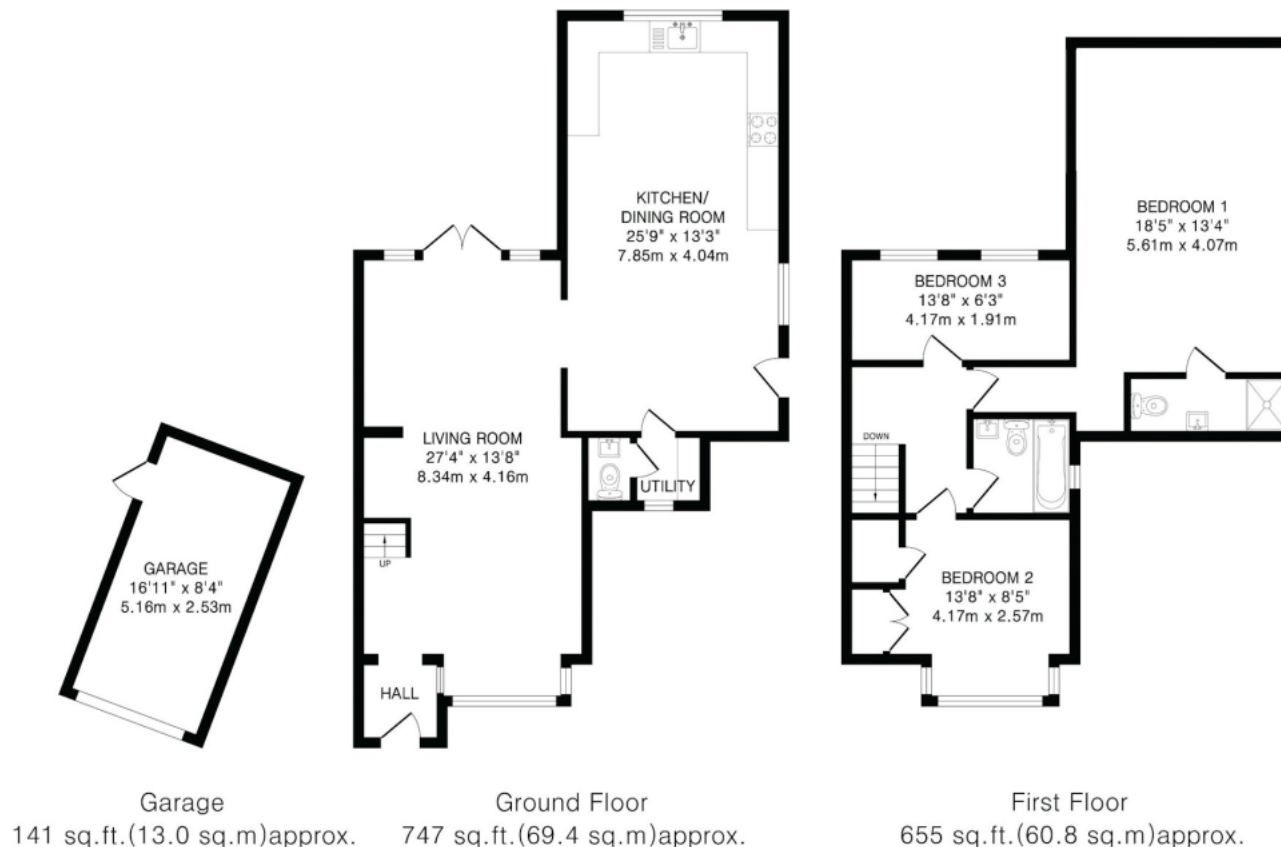 KITCHEN/
DINING ROOM
25'9" x 13'3"
7.85m x 4.04m
LIVING ROOM
27'4" x 13'8"
8.34m x 4.16m
UTILITY
UP
HALL
GARAGE
16'11" x 8'4"
5.16m x 2.53m
BEDROOM 1
18'5" x 13'4"
5.61m x 4.07m
BEDROOM 3
13'8" x 6'3"
4.17m x 1.91m
DOWN
BEDROOM 2
13'8" x 8'5"
4.17m x 2.57m
Garage
141 sq.ft.(13.0 sq.m)approx.
Ground Floor
747 sq.ft.(69.4 sq.m)approx.
First Floor
655 sq.ft.(60.8 sq.m)approx.